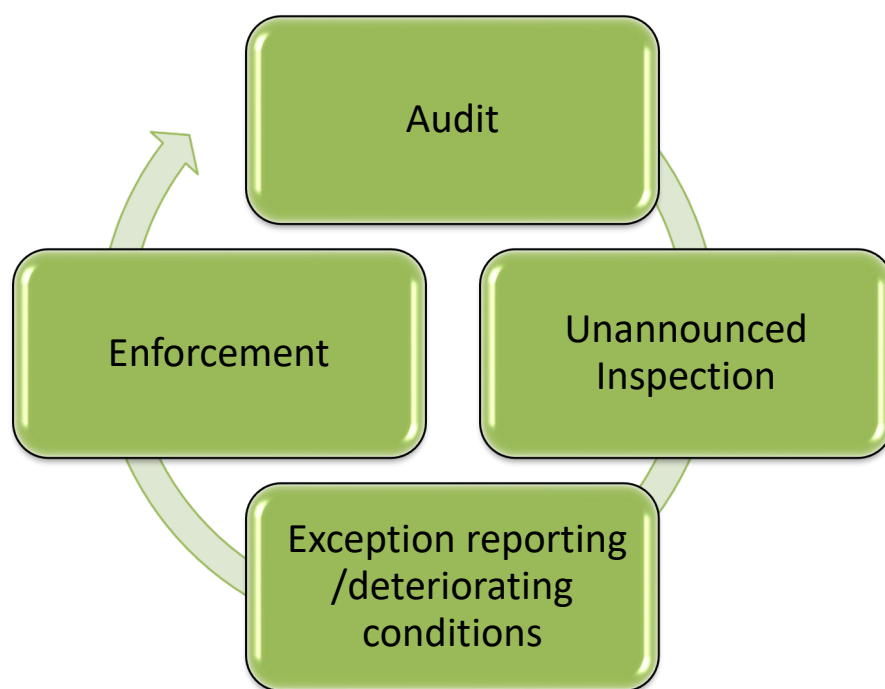 Audit
Unannounced
Inspection
Exception reporting
/deteriorating
conditions
Enforcement